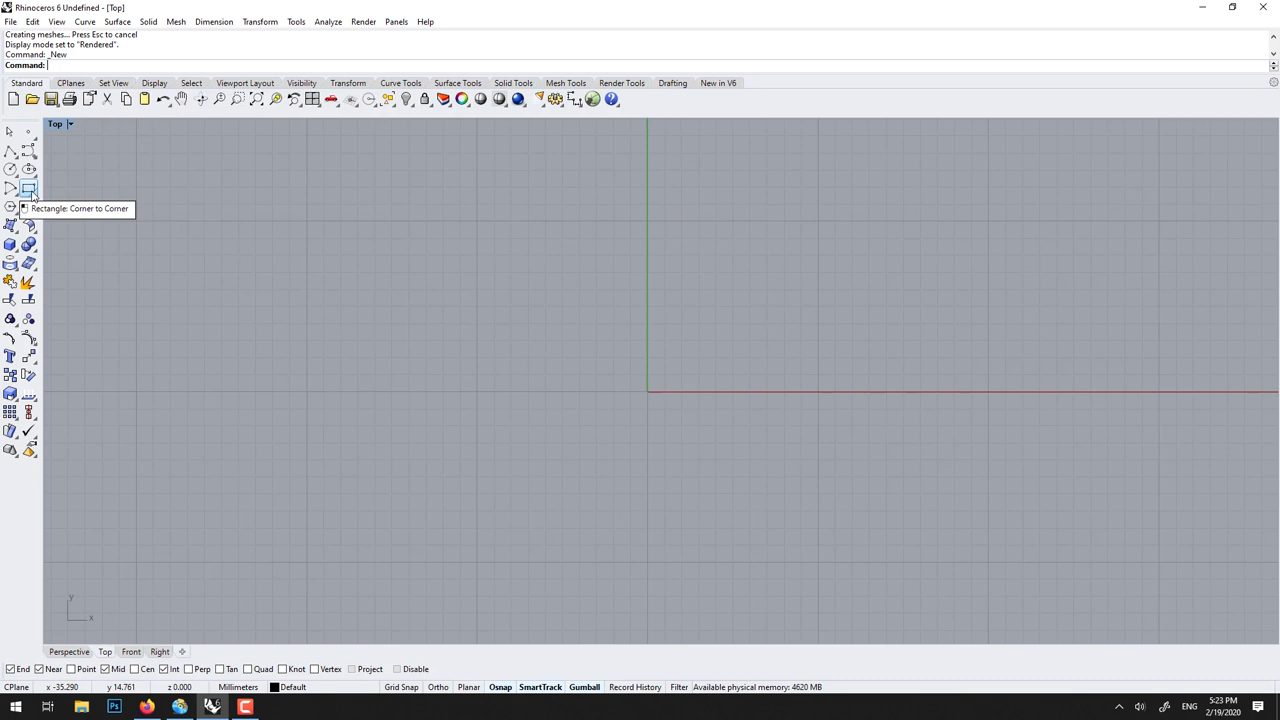 Rhinoceros 6 Undefined - [Top]
File Edit View Curve Surface Solid Mesh Dimension Transform Tools Analyze Render Panels Help
Creating meshes... Press Esc to cancel
Display mode set to "Rendered".
Command: _New
Command:
Standard CPlanes Set View Display Select Viewport Layout Transform Curve Tools Surface Tools Solid Tools Mesh Tools Render Tools Drafting New in V6
Top
Rectangle: Corner to Corner
y
x
Perspective Top Front Right
End Near Point Mid Cen Int Perp Tan Quad Knot Vertex Project Disable
CPlane x -35.290 y 14.761 z 0.000 Millimeters Default Grid Snap Ortho Planar Osnap SmartTrack Gumball Record History Filter Available physical memory: 4620 MB
Ps
ENG
5:23 PM
2/19/2020